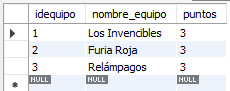 idequipo nombre_equipo puntos
1 Los Invencibles 3
2 Furia Roja 3
3 Relámpagos 3
NULL NULL NULL